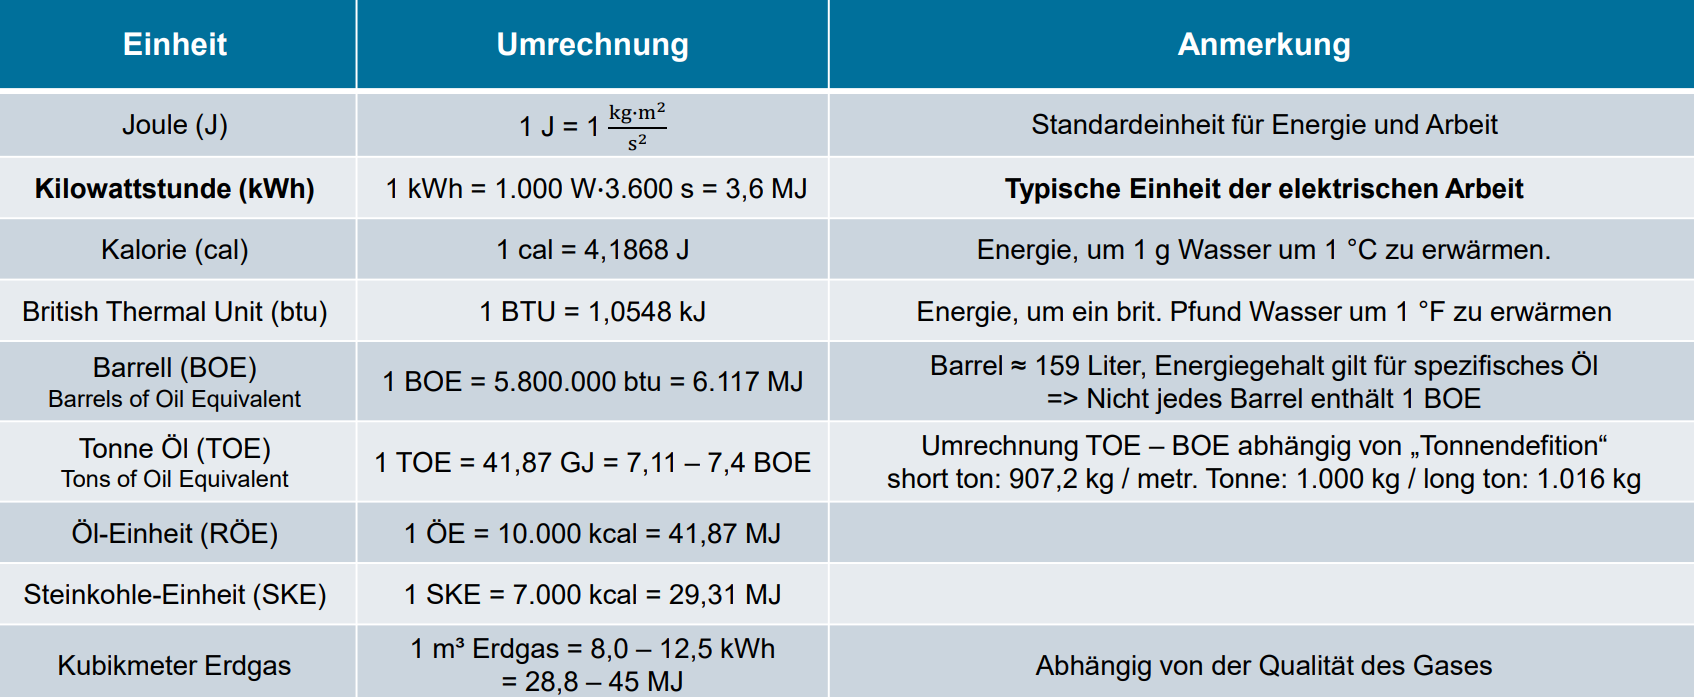 Einheit Umrechnung Anmerkung
Joule (J) 1 J = 1 kg·m²/s² Standardeinheit für Energie und Arbeit
Kilowattstunde (kWh) 1 kWh = 1.000 W·3.600 s = 3,6 MJ Typische Einheit der elektrischen Arbeit
Kalorie (cal) 1 cal = 4,1868 J Energie, um 1 g Wasser um 1 °C zu erwärmen.
British Thermal Unit (btu) 1 BTU = 1,0548 kJ Energie, um ein brit. Pfund Wasser um 1 °F zu erwärmen
Barrell (BOE)
Barrels of Oil Equivalent
1 BOE = 5.800.000 btu = 6.117 MJ
Barrel ≈ 159 Liter, Energiegehalt gilt für spezifisches Öl
=> Nicht jedes Barrel enthält 1 BOE
Tonne Öl (TOE)
Tons of Oil Equivalent
1 TOE = 41,87 GJ = 7,11 – 7,4 BOE
Umrechnung TOE – BOE abhängig von „Tonnendefition“
short ton: 907,2 kg / metr. Tonne: 1.000 kg / long ton: 1.016 kg
Öl-Einheit (RÖE) 1 ÖE = 10.000 kcal = 41,87 MJ
Steinkohle-Einheit (SKE) 1 SKE = 7.000 kcal = 29,31 MJ
Kubikmeter Erdgas
1 m³ Erdgas = 8,0 – 12,5 kWh
= 28,8 – 45 MJ
Abhängig von der Qualität des Gases